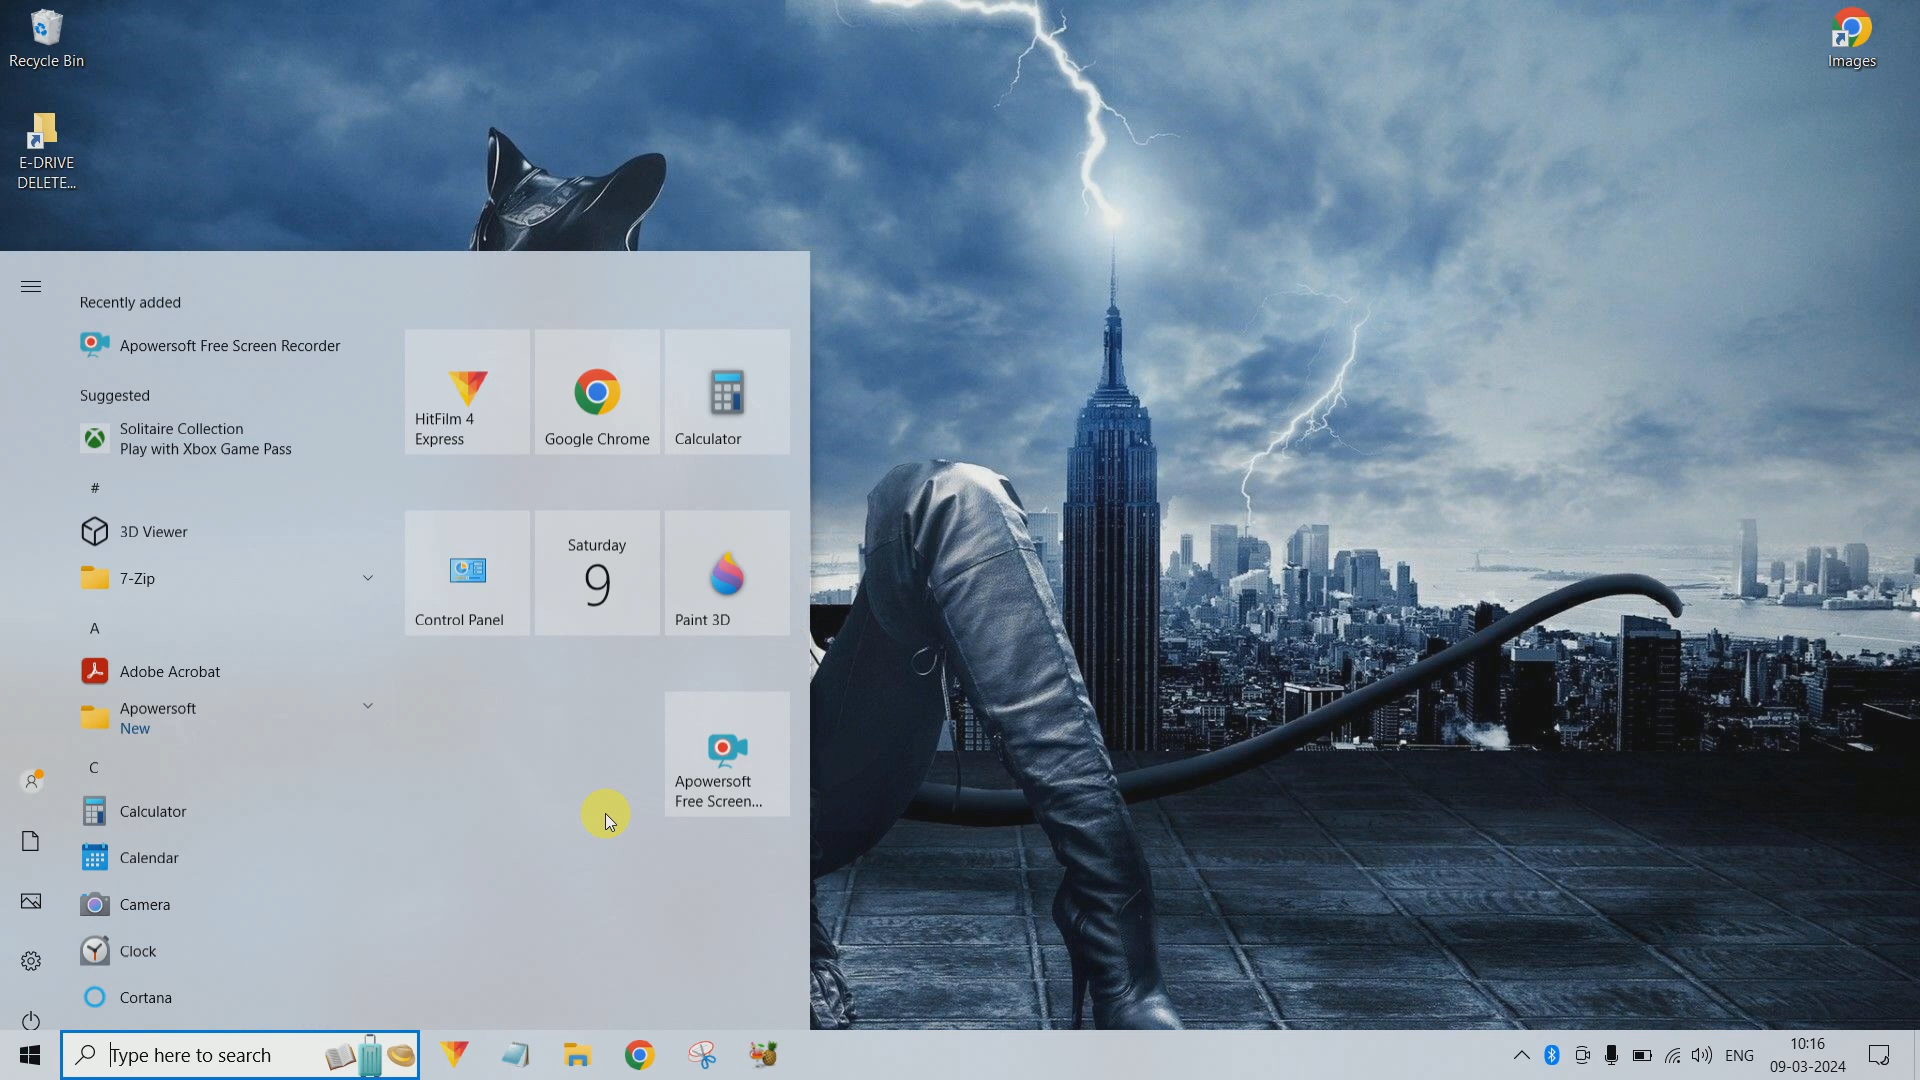 Recycle Bin
E-DRIVE
DELETE...
Images
Recently added
Apowersoft Free Screen Recorder
Suggested
Solitaire Collection
Play with Xbox Game Pass
#
3D Viewer
7-Zip
A
Adobe Acrobat
Apowersoft
New
C
Calculator
Calendar
Camera
Clock
Cortana
HitFilm 4
Express
Google Chrome
Calculator
Control Panel
Saturday
9
Paint 3D
Apowersoft
Free Screen...
Type here to search
ENG
10:16
09-03-2024